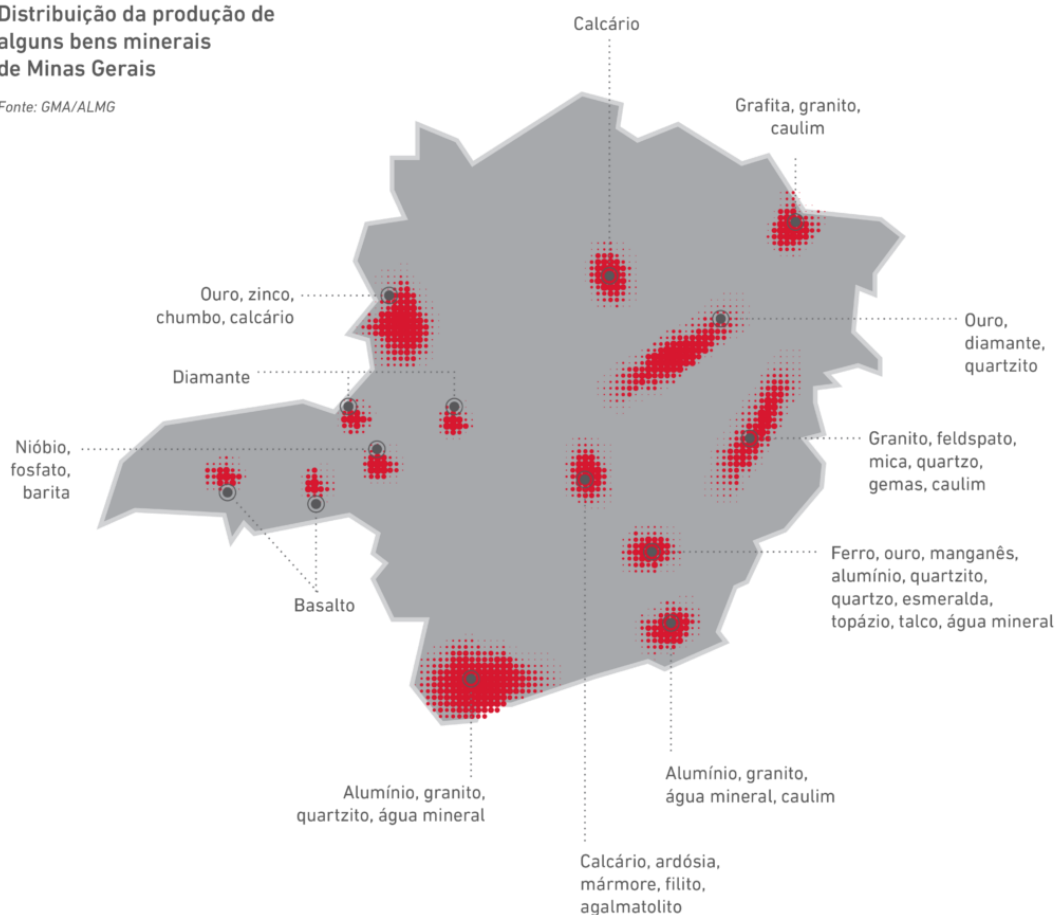 Distribuição da produção de
alguns bens minerais
de Minas Gerais
Fonte: GMA/ALMG
Calcário
Grafita, granito,
caulim
Ouro, zinco,
chumbo, calcário
Ouro,
diamante,
quartzito
Diamante
Nióbio,
fosfato,
barita
Granito, feldspato,
mica, quartzo,
gemas, caulim
Ferro, ouro, manganês,
alumínio, quartzito,
quartzo, esmeralda,
topázio, talco, água mineral
Basalto
Alumínio, granito,
quartzito, água mineral
Alumínio, granito,
água mineral, caulim
Calcário, ardósia,
mármore, filito,
agalmatolito